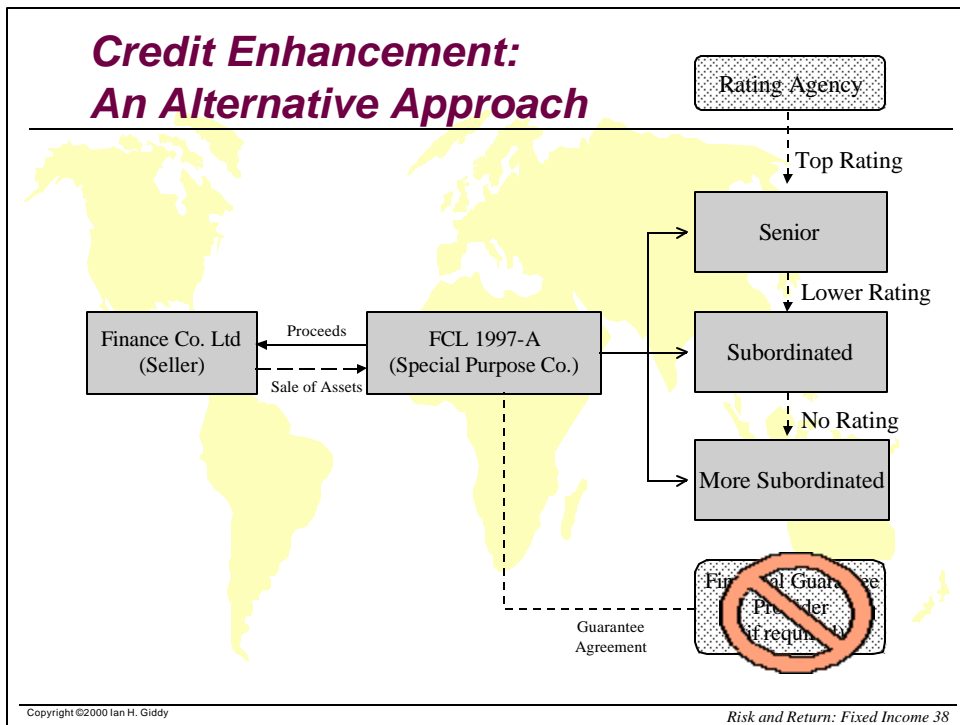 Credit Enhancement:
An Alternative Approach
Rating Agency
Top Rating
Senior
Lower Rating
Finance Co. Ltd
(Seller)
Proceeds
Sale of Assets
FCL 1997-A
(Special Purpose Co.)
Subordinated
No Rating
More Subordinated
Guarantee
Agreement
Copyright ©2000 Ian H. Giddy
Risk and Return: Fixed Income 38